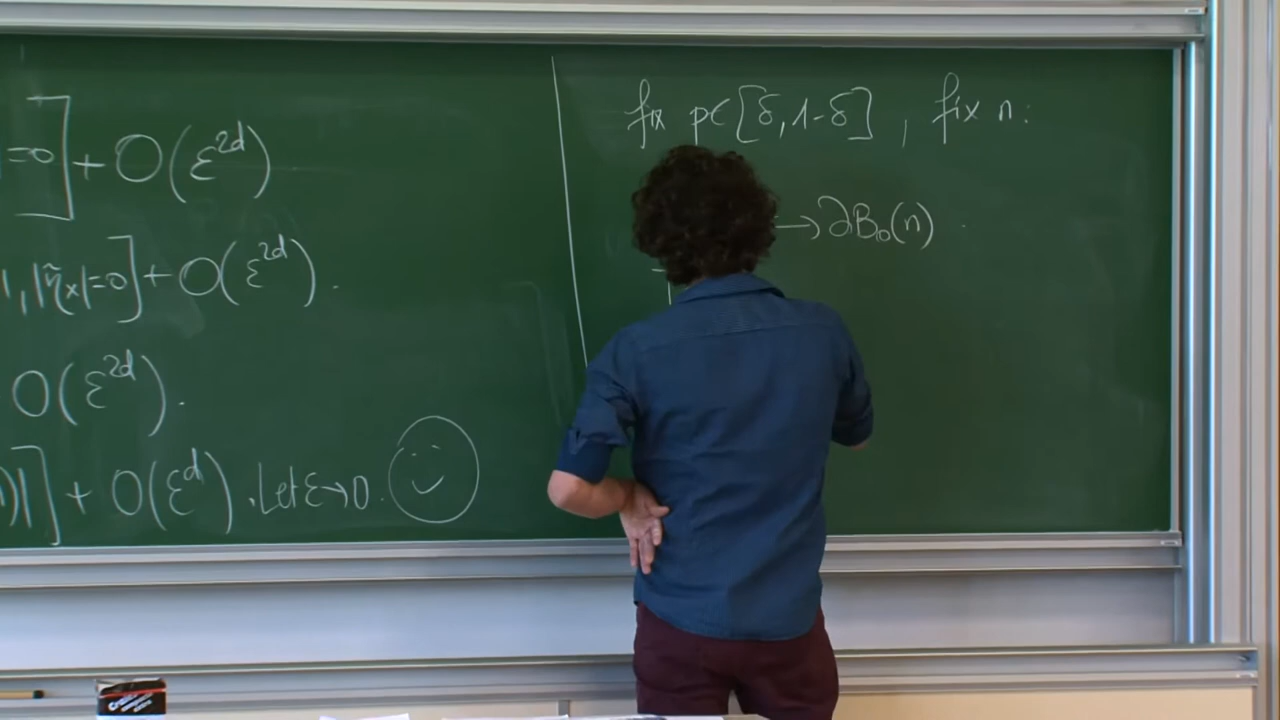 =0] + O(ε^{2d})
1, |η̃x|=0] + O(ε^{2d}).
O(ε^{2d}).
)|] + O(ε^d). Let ε→0.
fix p∈[δ,1-δ], fix n:
→∂B₀(n)